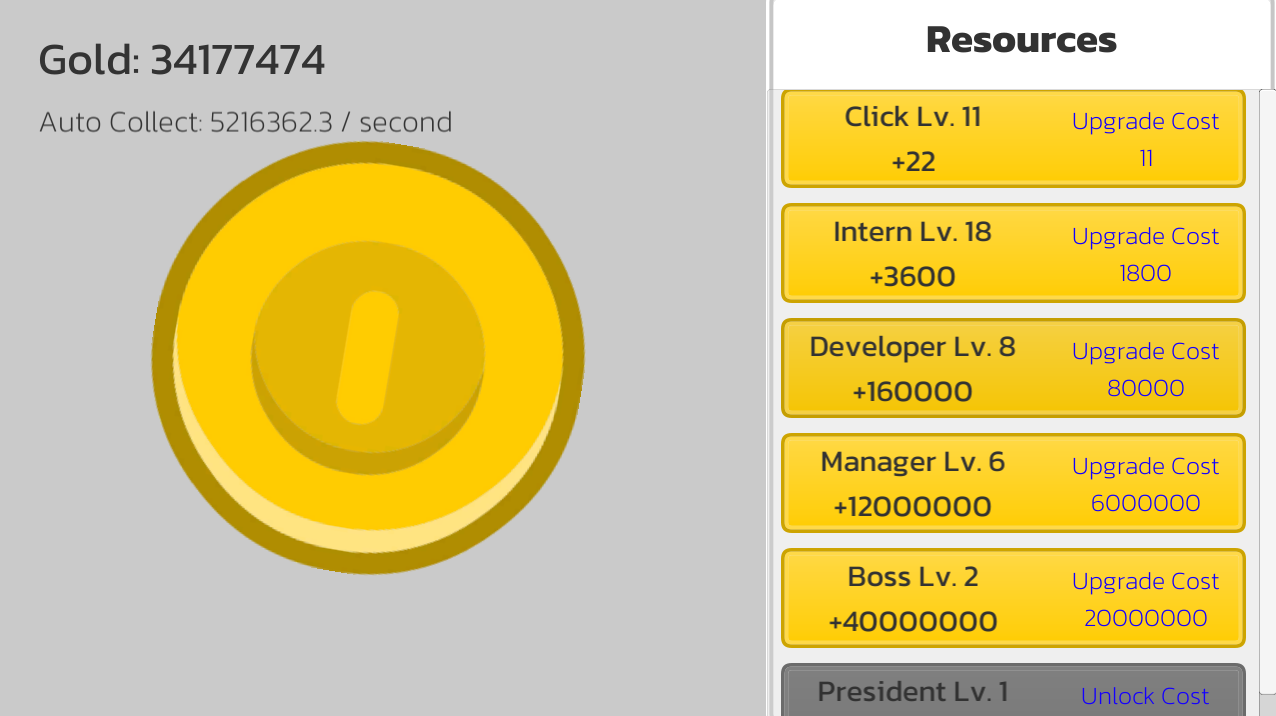 Gold: 34177474
Auto Collect: 5216362.3 / second
Resources
Click Lv. 11
+22
Upgrade Cost
11
Intern Lv. 18
+3600
Upgrade Cost
1800
Developer Lv. 8
+160000
Upgrade Cost
80000
Manager Lv. 6
+12000000
Upgrade Cost
6000000
Boss Lv. 2
+40000000
Upgrade Cost
20000000
President Lv. 1
Unlock Cost